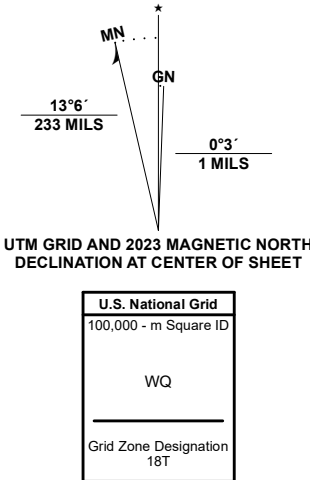 MN
GN
13°6´
233 MILS
0°3´
1 MILS
UTM GRID AND 2023 MAGNETIC NORTH
DECLINATION AT CENTER OF SHEET
U.S. National Grid
100,000 - m Square ID
WQ
Grid Zone Designation
18T